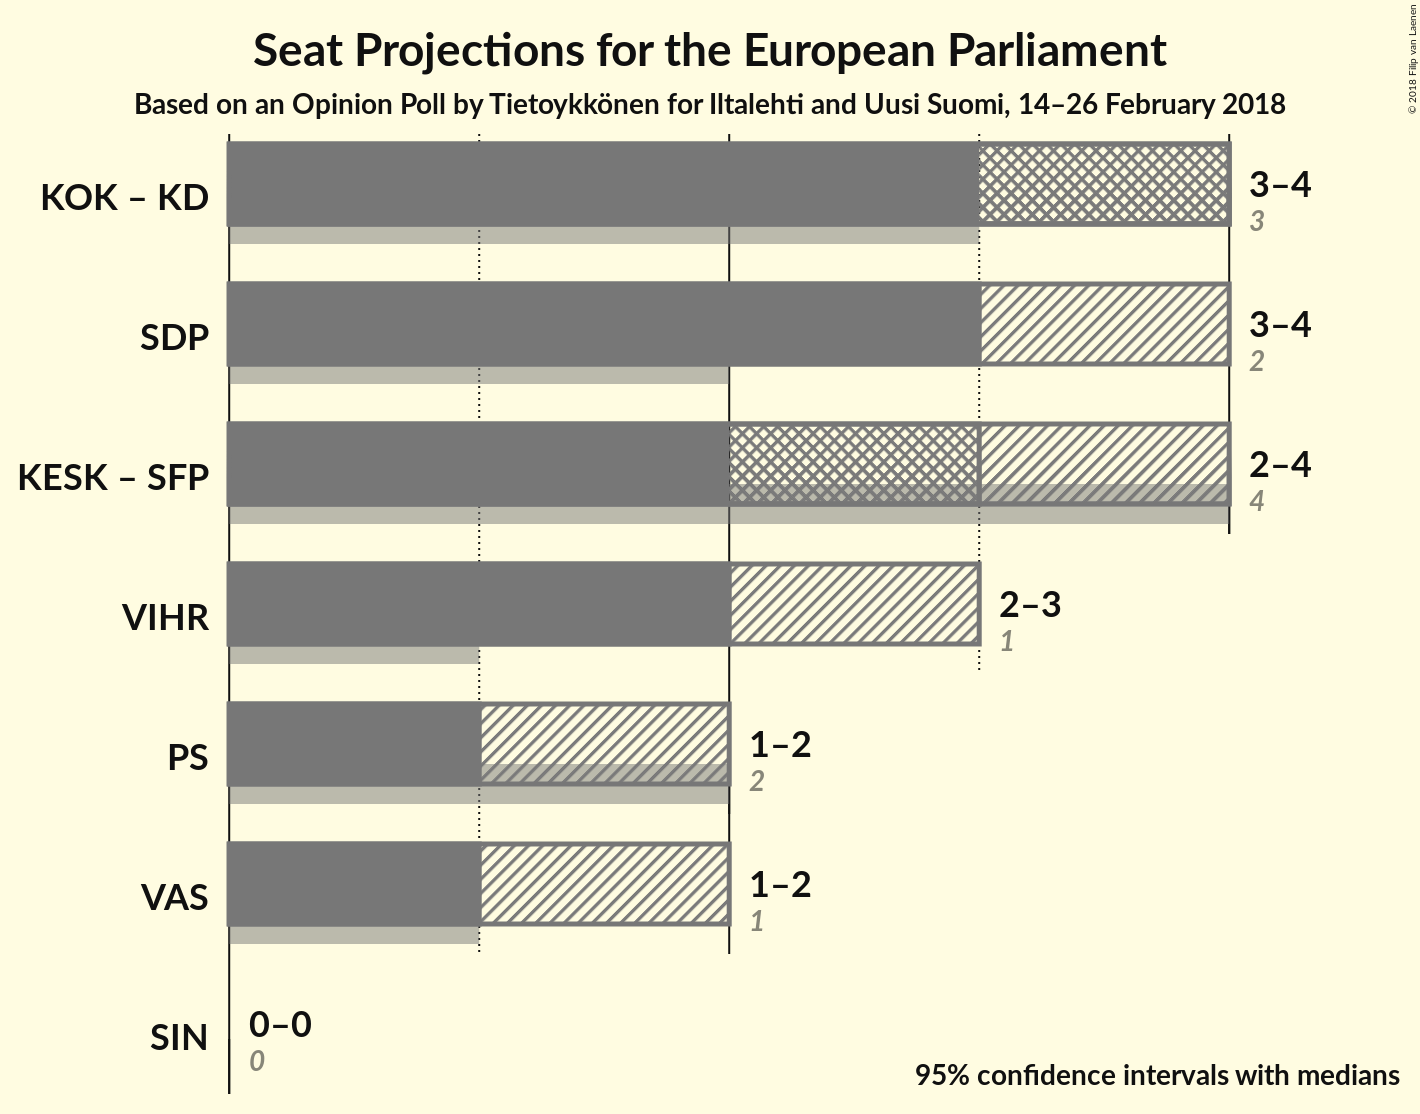 Seat Projections for the European Parliament
Based on an Opinion Poll by Tietoykkönen for Iltalehti and Uusi Suomi, 14–26 February 2018
© 2018 Filip van Laenen
KOK – KD
3–4
3
SDP
3–4
2
KESK – SFP
2–4
4
VIHR
2–3
1
PS
1–2
2
VAS
1–2
1
SIN
0–0
0
95% confidence intervals with medians